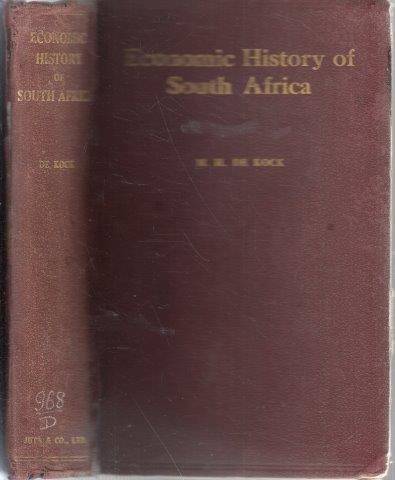 ECONOMIC
HISTORY
OF
SOUTH AFRICA
DE KOCK
968
D
JUTA & CO., LTD.
Economic History of
South Africa
M. H. DE KOCK